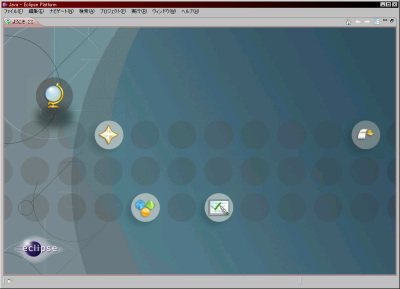 Java - Eclipse Platform
ファイル(F) 編集(E) ナビゲート(N) 検索(A) プロジェクト(P) 実行(R) ウィンドウ(W) ヘルプ(H)
ようこそ
eclipse